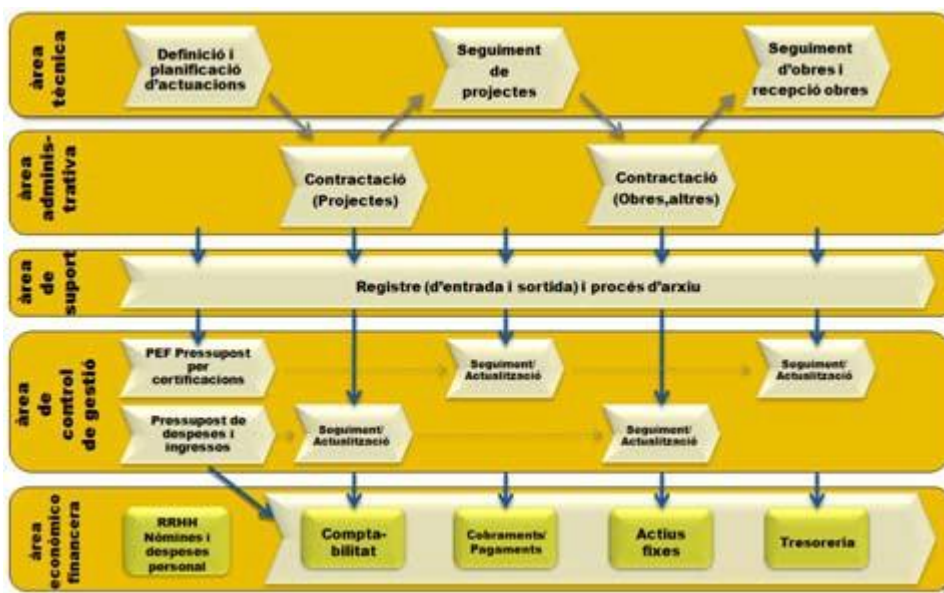 àrea
tècnica
Definició i
planificació
d'actuacions
Seguiment
de
projectes
Seguiment
d'obres i
recepció obres
àrea
adminis-
trativa
Contractació
(Projectes)
Contractació
(Obres,altres)
àrea
de
suport
Registre (d'entrada i sortida) i procés d'arxiu
àrea
de
control
de gestió
PEF Pressupost
per
certificacions
Seguiment/
Actualització
Seguiment/
Actualització
Pressupost de
despeses i
ingressos
Seguiment/
Actualització
Seguiment/
Actualització
àrea
econòmico
financera
RRHH
Nòmines i
despeses
personal
Compta-
bilitat
Cobraments/
Pagaments
Actius
fixes
Tresoreria